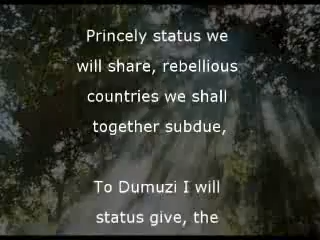 Princely status we
will share, rebellious
countries we shall
together subdue,
To Dumuzi I will
status give, the